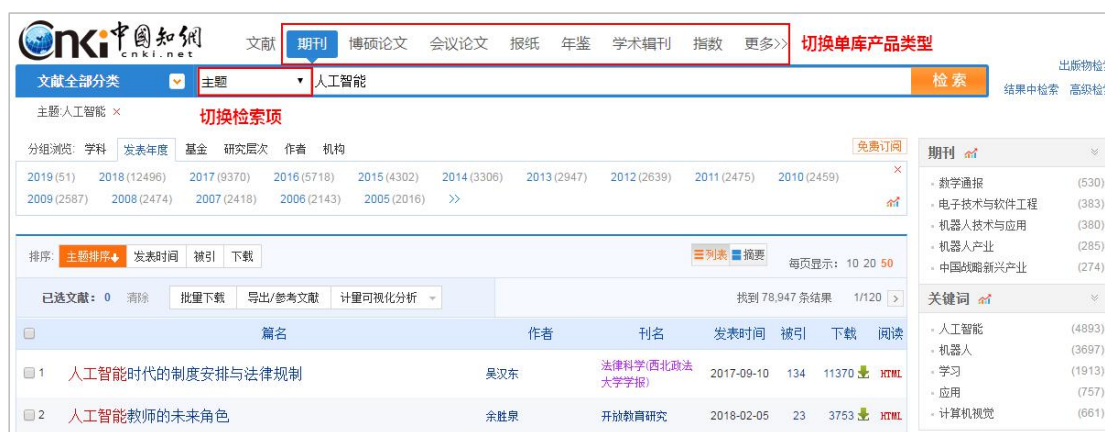 Cnki中国知网
cnki.net
文献 期刊 博硕论文 会议论文 报纸 年鉴 学术辑刊 指数 更多>> 切换单库产品类型
出版物检
文献全部分类 主题 人工智能 检索 结果中检索 高级检
主题:人工智能 × 切换检索项
分组浏览: 学科 发表年度 基金 研究层次 作者 机构 免费订阅
2019(51) 2018(12496) 2017(9370) 2016(5718) 2015(4302) 2014(3306) 2013(2947) 2012(2639) 2011(2475) 2010(2459) ×
2009(2587) 2008(2474) 2007(2418) 2006(2143) 2005(2016) >>
排序: 主题排序↓ 发表时间 被引 下载 列表 摘要 每页显示: 10 20 50
已选文献: 0 清除 批量下载 导出/参考文献 计量可视化分析 找到 78,947 条结果 1/120 >
篇名 作者 刊名 发表时间 被引 下载 阅读
1 人工智能时代的制度安排与法律规制 吴汉东 法律科学(西北政法大学学报) 2017-09-10 134 11370 HTML
2 人工智能教师的未来角色 余胜泉 开放教育研究 2018-02-05 23 3753 HTML
期刊
数学通报 (530)
电子技术与软件工程 (383)
机器人技术与应用 (380)
机器人产业 (285)
中国战略新兴产业 (274)
关键词
人工智能 (4893)
机器人 (3697)
学习 (1913)
应用 (757)
计算机视觉 (661)